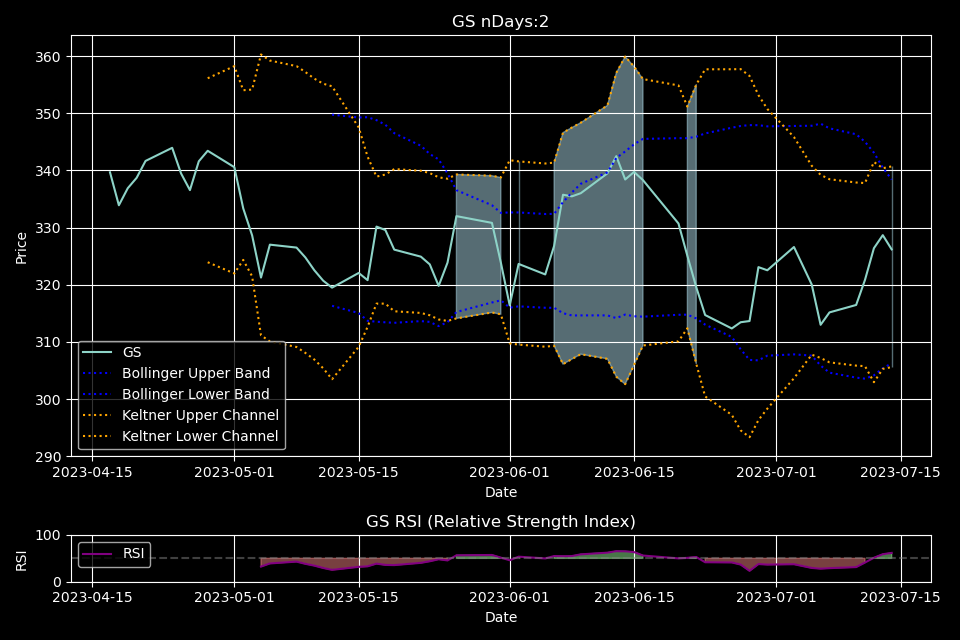 GS nDays:2
360
350
340
330
320
310
300
290
Price
GS
Bollinger Upper Band
Bollinger Lower Band
Keltner Upper Channel
Keltner Lower Channel
2023-04-15 2023-05-01 2023-05-15 2023-06-01 2023-06-15 2023-07-01 2023-07-15
Date
GS RSI (Relative Strength Index)
100
0
RSI
RSI
2023-04-15 2023-05-01 2023-05-15 2023-06-01 2023-06-15 2023-07-01 2023-07-15
Date